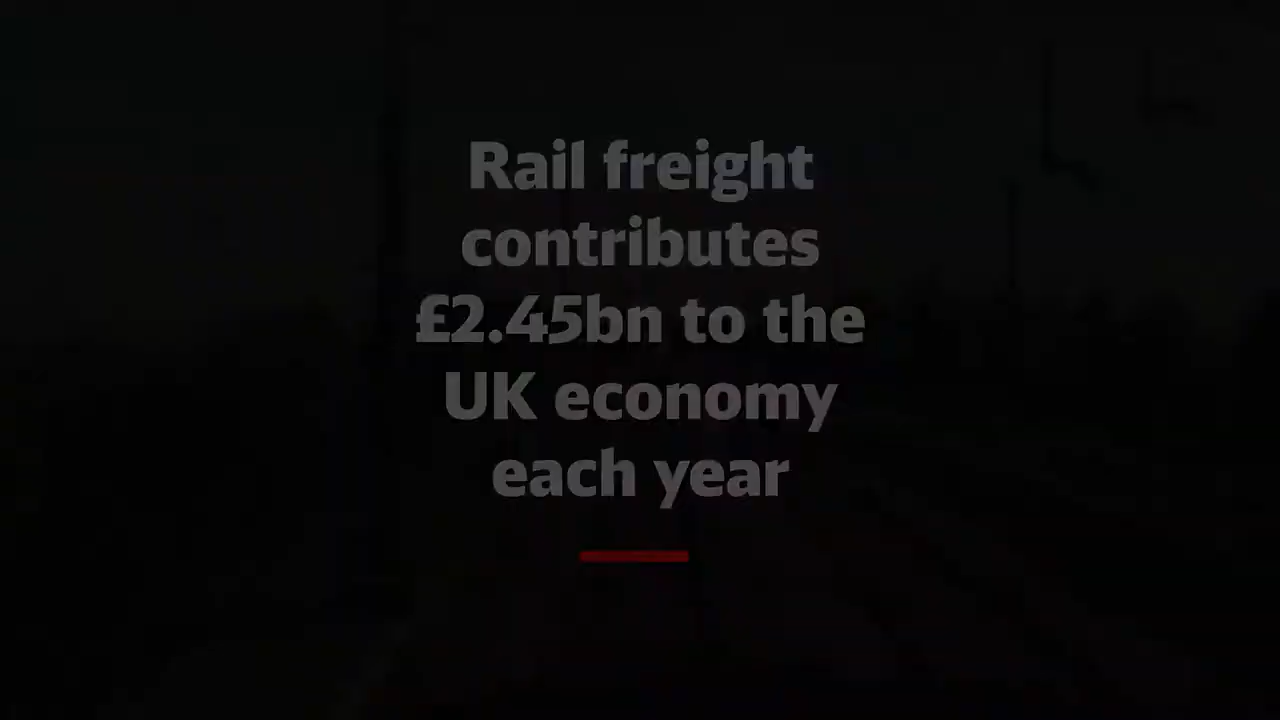 Rail freight
contributes
£2.45bn to the
UK economy
each year